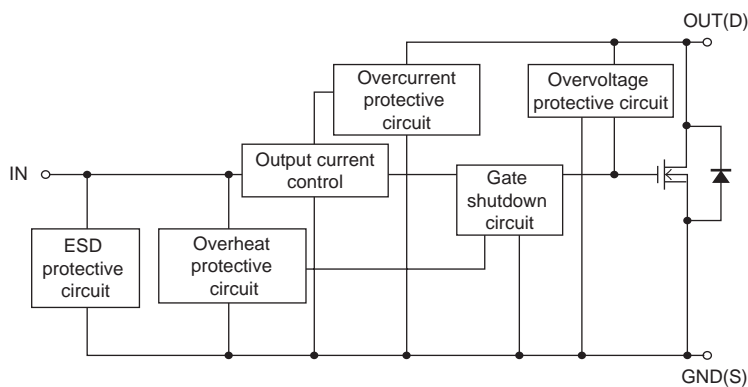 OUT(D)
Overcurrent
protective
circuit
Overvoltage
protective circuit
IN
Output current
control
Gate
shutdown
circuit
ESD
protective
circuit
Overheat
protective
circuit
GND(S)